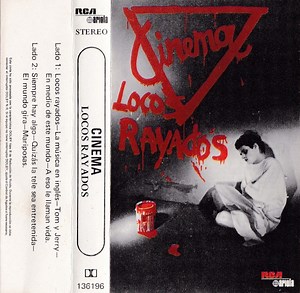 RCA
Ariola
STEREO
Lado 1: Locos rayados—La música en inglés—Tom y Jerry—
En medio de este mundo—A eso le llaman vida.
Lado 2: Siempre hay algo—Quizás la tele sea entretenida—
El mundo gira—Mariposas.
CINEMA
LOCOS RAYADOS
136196
Cinema
LOCOS
RAYADOS
RCA
Ariola